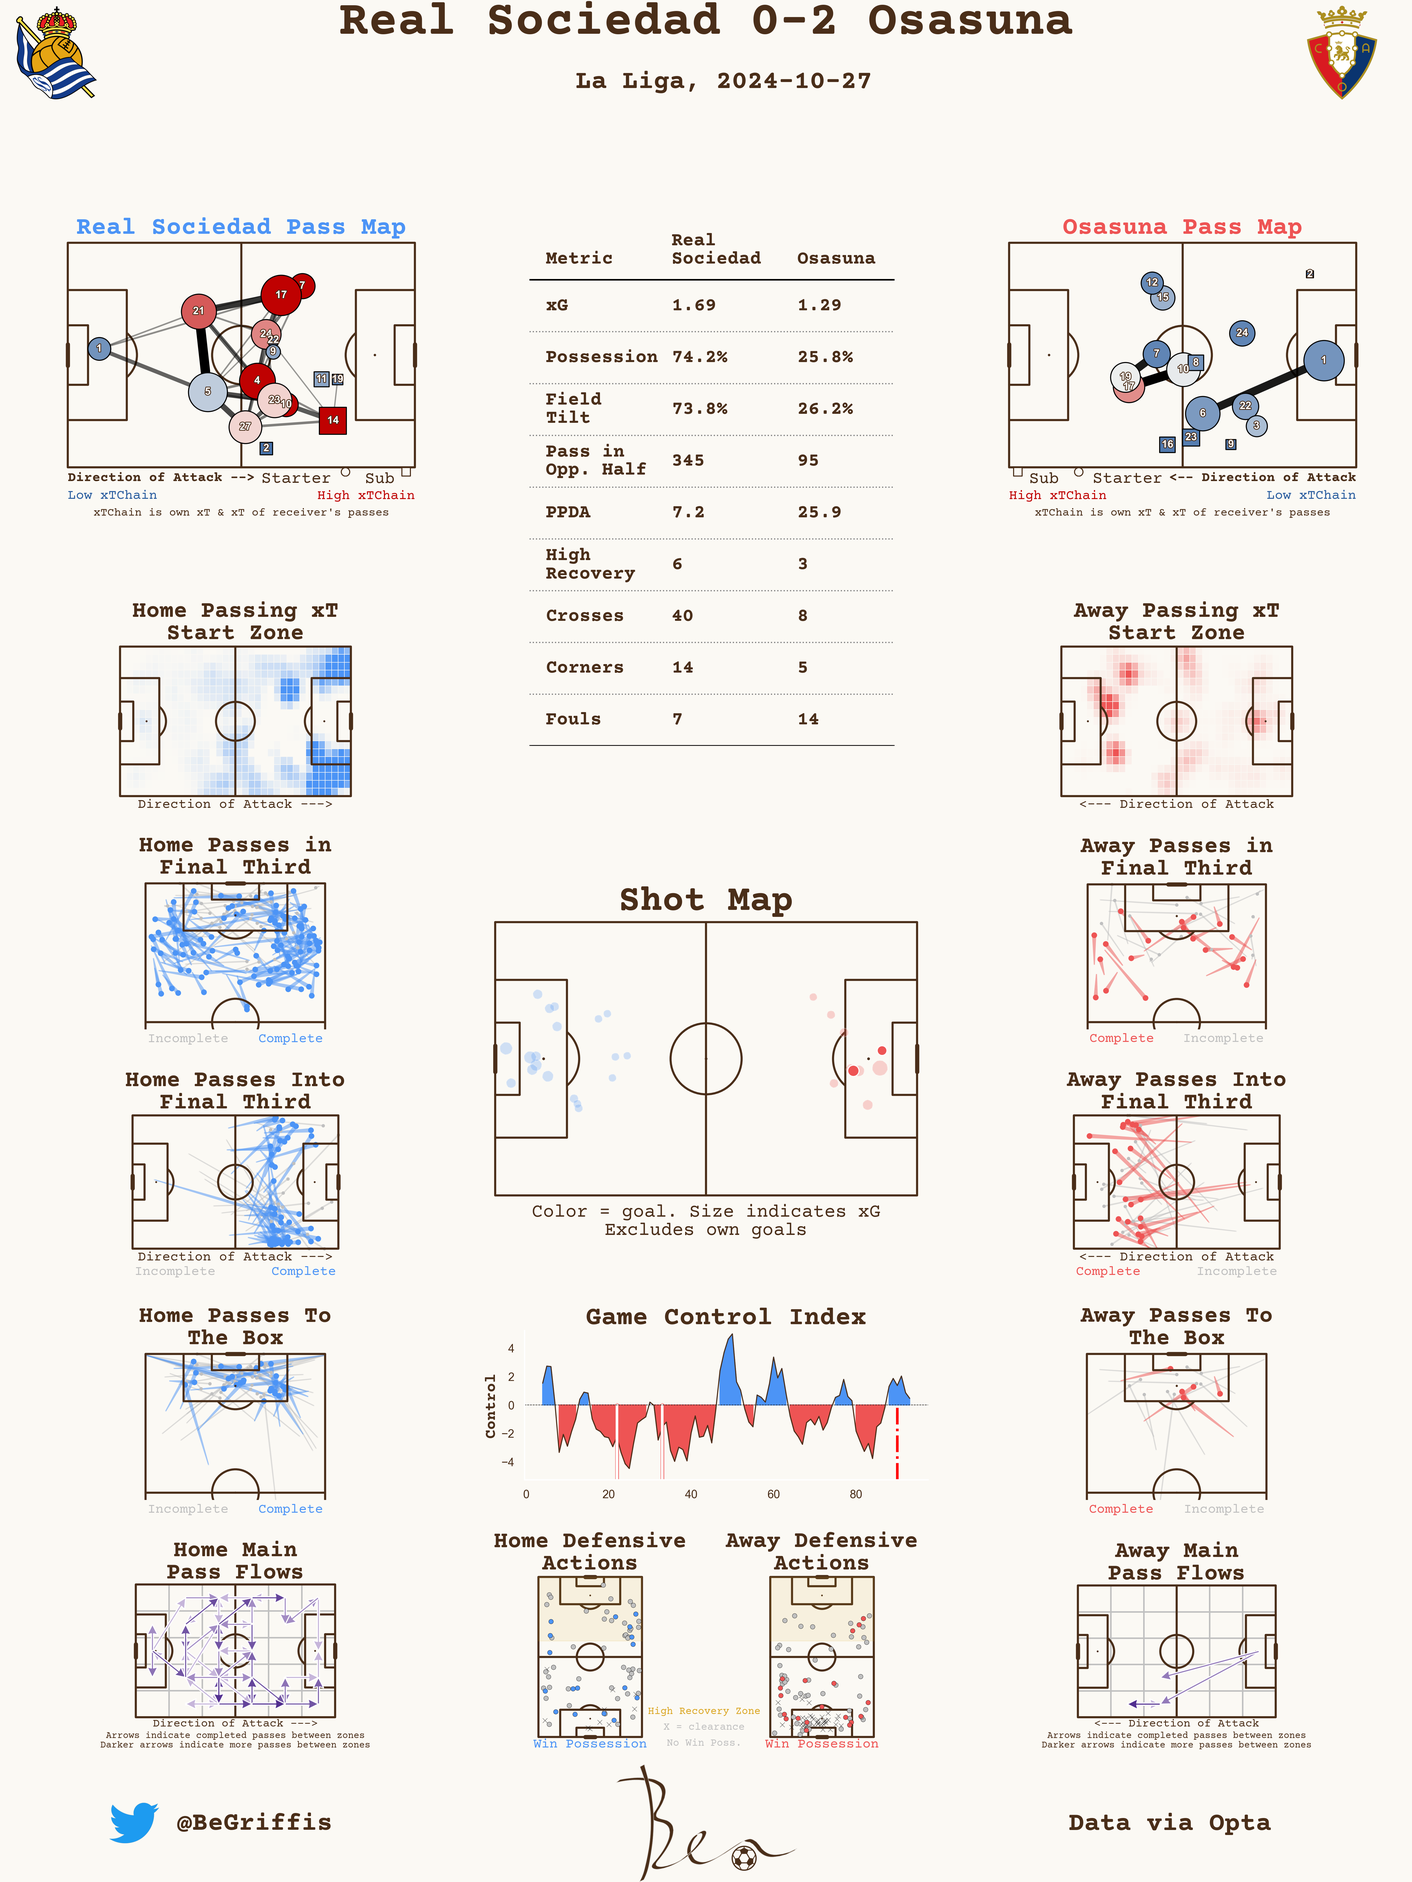 Real Sociedad 0-2 Osasuna
La Liga, 2024-10-27
C A
O
Real Sociedad Pass Map
7
17
21
24
22
9
1
4
11 19
5
23
10
14
27
2
Direction of Attack --> Starter Sub
Low xTChain High xTChain
xTChain is own xT & xT of receiver's passes
Metric Real Sociedad Osasuna
xG 1.69 1.29
Possession 74.2% 25.8%
Field Tilt 73.8% 26.2%
Pass in Opp. Half 345 95
PPDA 7.2 25.9
High Recovery 6 3
Crosses 40 8
Corners 14 5
Fouls 7 14
Osasuna Pass Map
2
12
15
24
7
8
1
10
19
17
22
6
3
23
16
9
Sub Starter <-- Direction of Attack
High xTChain Low xTChain
xTChain is own xT & xT of receiver's passes
Home Passing xT
Start Zone
Direction of Attack --->
Away Passing xT
Start Zone
<--- Direction of Attack
Home Passes in
Final Third
Incomplete Complete
Away Passes in
Final Third
Complete Incomplete
Shot Map
Color = goal. Size indicates xG
Excludes own goals
Home Passes Into
Final Third
Direction of Attack --->
Incomplete Complete
Away Passes Into
Final Third
<--- Direction of Attack
Complete Incomplete
Home Passes To
The Box
Incomplete Complete
Game Control Index
Control
4
2
0
−2
−4
0 20 40 60 80
Away Passes To
The Box
Complete Incomplete
Home Main
Pass Flows
Direction of Attack --->
Arrows indicate completed passes between zones
Darker arrows indicate more passes between zones
Home Defensive
Actions
Win Possession
High Recovery Zone
X = clearance
No Win Poss.
Away Defensive
Actions
Win Possession
Away Main
Pass Flows
<--- Direction of Attack
Arrows indicate completed passes between zones
Darker arrows indicate more passes between zones
@BeGriffis
Ben
Data via Opta